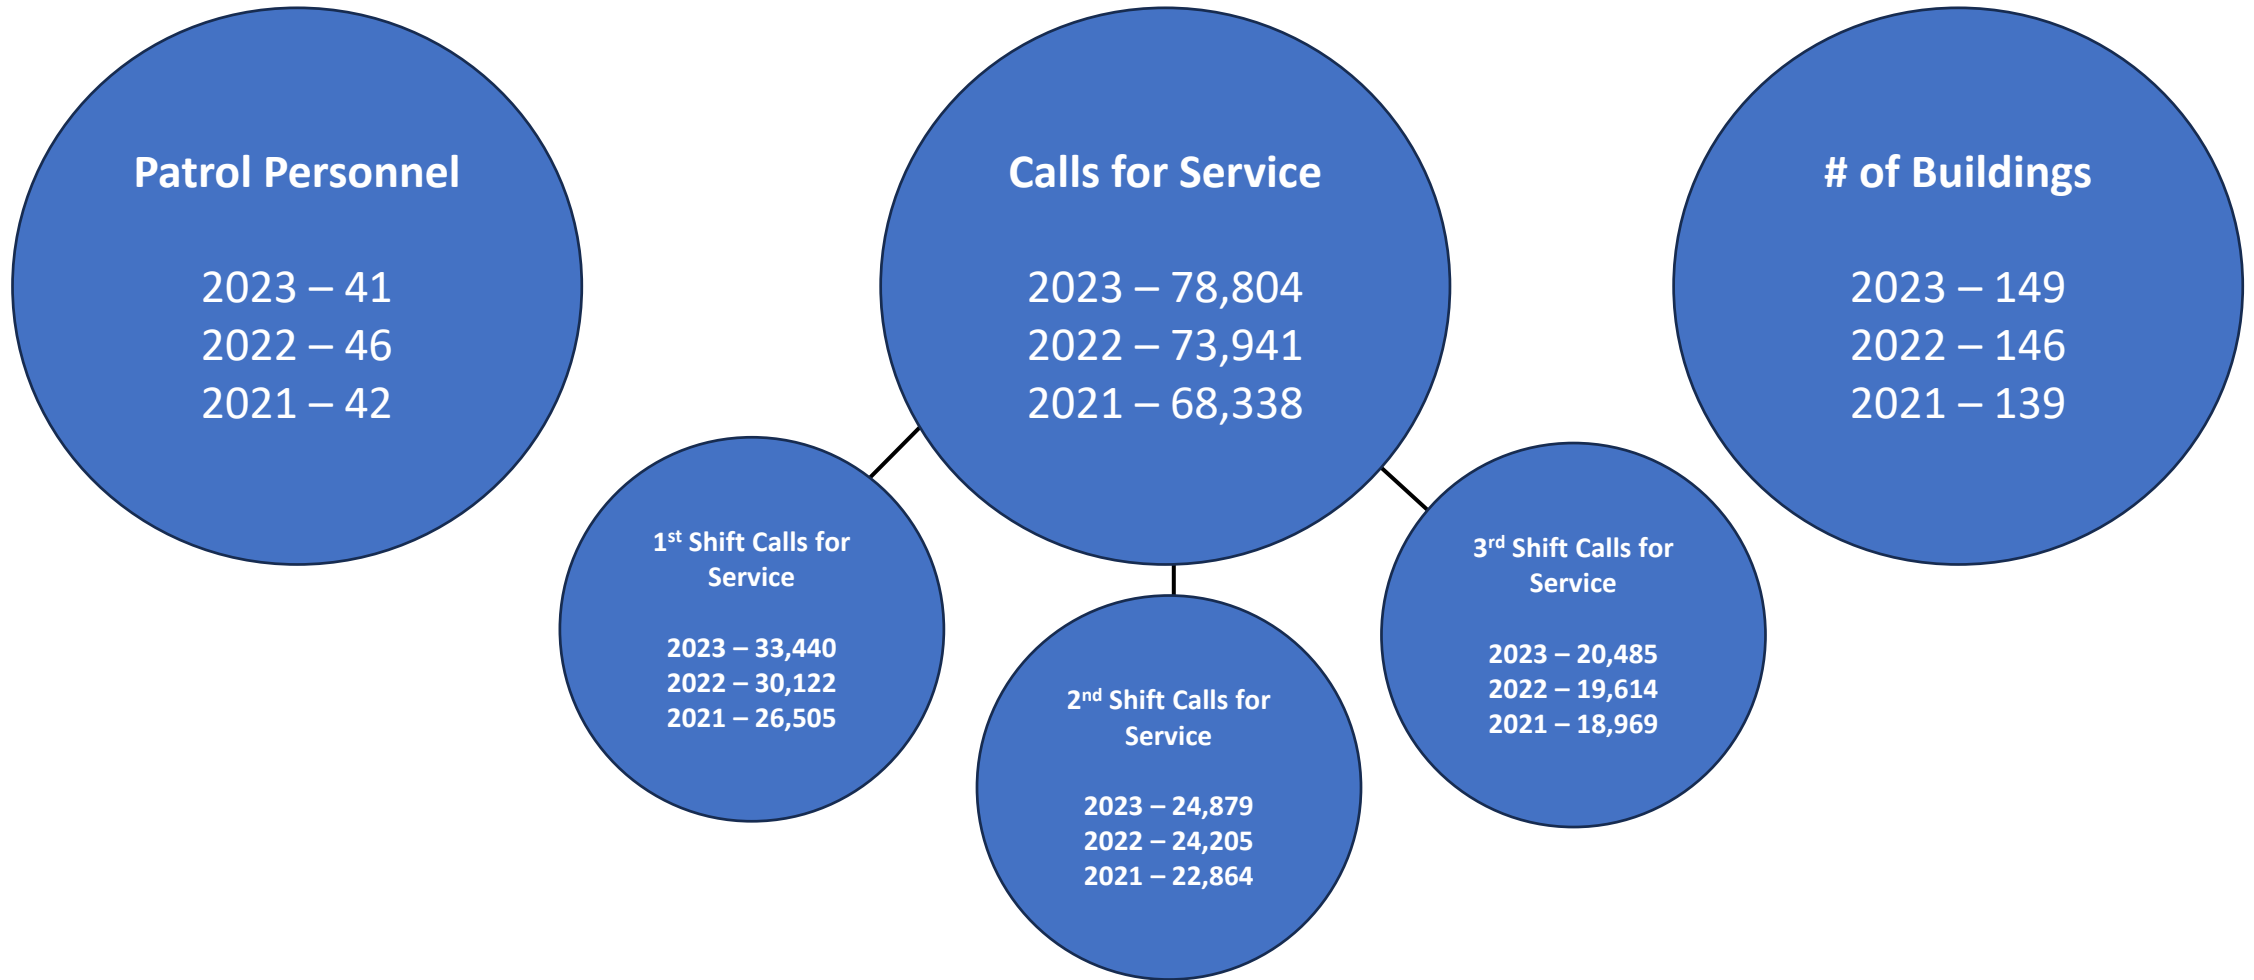 Patrol Personnel
2023 – 41
2022 – 46
2021 – 42
Calls for Service
2023 – 78,804
2022 – 73,941
2021 – 68,338
# of Buildings
2023 – 149
2022 – 146
2021 – 139
1st Shift Calls for
Service
2023 – 33,440
2022 – 30,122
2021 – 26,505
2nd Shift Calls for
Service
2023 – 24,879
2022 – 24,205
2021 – 22,864
3rd Shift Calls for
Service
2023 – 20,485
2022 – 19,614
2021 – 18,969